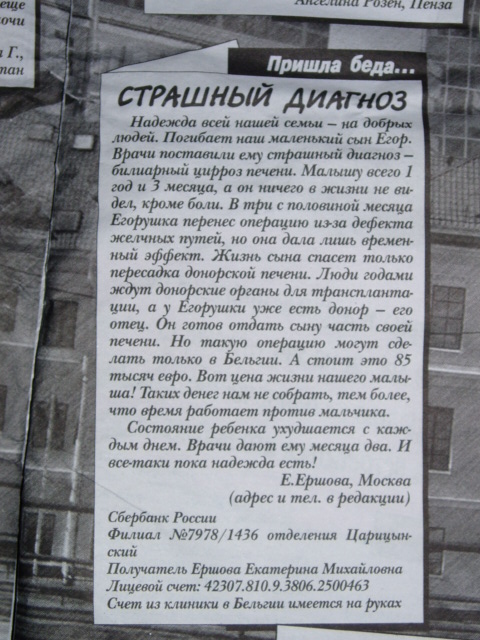 еще
очи
Ангелина Розен, Пенза
Г.,
тан
Пришла беда...
СТРАШНЫЙ ДИАГНОЗ
Надежда всей нашей семьи – на добрых
людей. Погибает наш маленький сын Егор.
Врачи поставили ему страшный диагноз –
билиарный цирроз печени. Малышу всего 1
год и 3 месяца, а он ничего в жизни не ви-
дел, кроме боли. В три с половиной месяца
Егорушка перенес операцию из-за дефекта
желчных путей, но она дала лишь времен-
ный эффект. Жизнь сына спасет только
пересадка донорской печени. Люди годами
ждут донорские органы для транспланта-
ции, а у Егорушки уже есть донор – его
отец. Он готов отдать сыну часть своей
печени. Но такую операцию могут сде-
лать только в Бельгии. А стоит это 85
тысяч евро. Вот цена жизни нашего малы-
ша! Таких денег нам не собрать, тем более,
что время работает против мальчика.
Состояние ребенка ухудшается с каж-
дым днем. Врачи дают ему месяца два. И
все-таки пока надежда есть!
Е.Ершова, Москва
(адрес и тел. в редакции)
Сбербанк России
Филиал №7978/1436 отделения Царицын-
ский
Получатель Ершова Екатерина Михайловна
Лицевой счет: 42307.810.9.3806.2500463
Счет из клиники в Бельгии имеется на руках